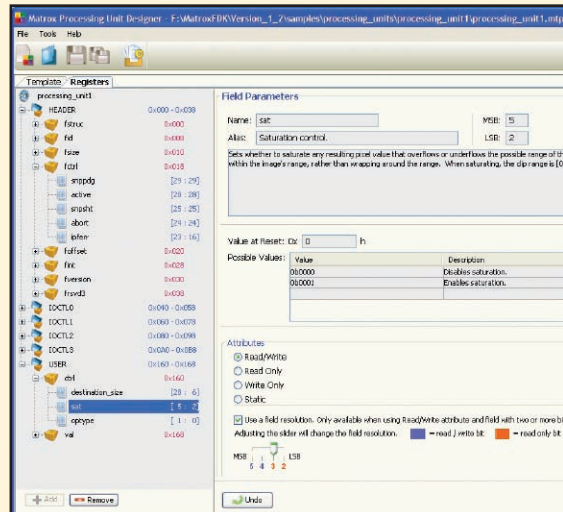 Matrox Processing Unit Designer - F:\MatroxFDK\Version_1_2\samples\processing_units\processing_unit1\processing_unit1.mtp
File Tools Help
Template Registers
processing_unit1
HEADER 0x000 - 0x038
fstruc 0x000
fid 0x008
fsize 0x010
fctrl 0x018
snppdg [29 : 29]
active [28 : 28]
snpsht [25 : 25]
abort [24 : 24]
ipfen [23 : 16]
foffset 0x020
fint 0x028
fversion 0x030
frsvd3 0x038
IOCTL0 0x040 - 0x058
IOCTL1 0x060 - 0x078
IOCTL2 0x080 - 0x098
IOCTL3 0x0A0 - 0x0B8
USER 0x160 - 0x168
ctrl 0x160
destination_size [28 : 6]
sat [ 5 : 2]
optype [ 1 : 0]
val 0x168
Add Remove
Field Parameters
Name: sat MSB: 5
Alias: Saturation control. LSB: 2
Sets whether to saturate any resulting pixel value that overflows or underflows the possible range of th
within the image's range, rather than wrapping around the range. When saturating, the clip range is [0
Value at Reset: 0x 0 h
Possible Values: Value Description
0b0000 Disables saturation.
0b0001 Enables saturation.
Attributes
Read/Write
Read Only
Write Only
Static
Use a field resolution. Only available when using Read/Write attribute and field with two or more bi
Adjusting the slider will change the field resolution. = read / write bit = read only bit
MSB LSB
5 4 3 2
Undo